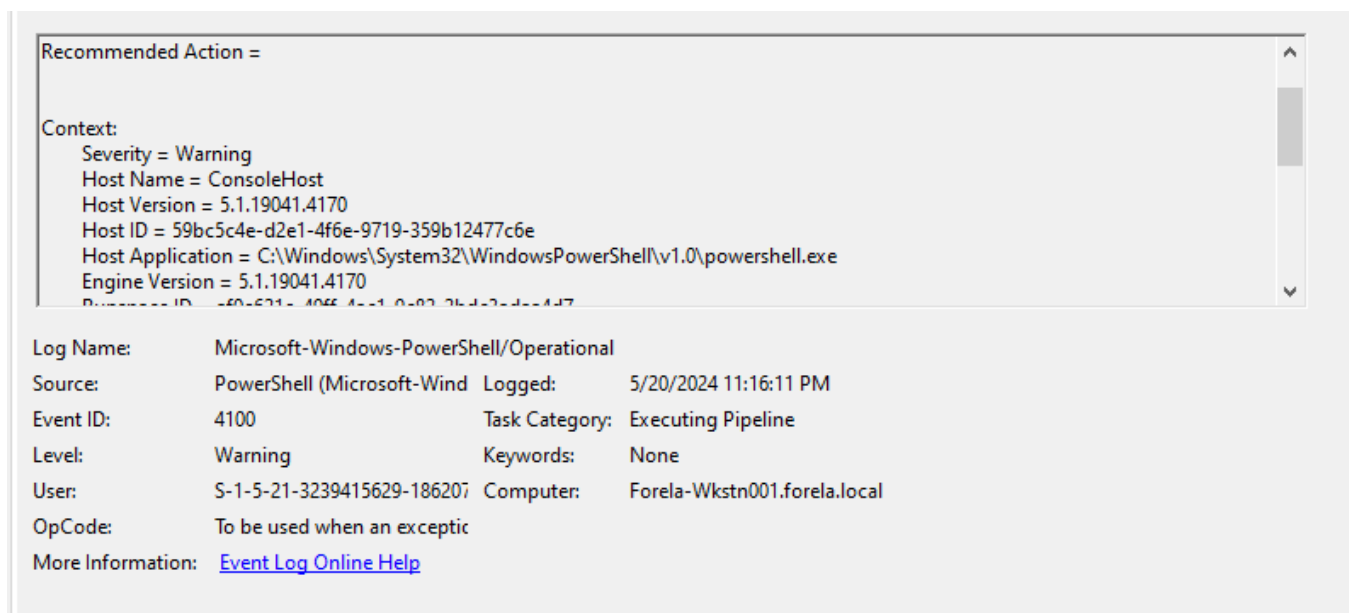 Recommended Action =
Context:
Severity = Warning
Host Name = ConsoleHost
Host Version = 5.1.19041.4170
Host ID = 59bc5c4e-d2e1-4f6e-9719-359b12477c6e
Host Application = C:\Windows\System32\WindowsPowerShell\v1.0\powershell.exe
Engine Version = 5.1.19041.4170
Log Name: Microsoft-Windows-PowerShell/Operational
Source: PowerShell (Microsoft-Wind Logged: 5/20/2024 11:16:11 PM
Event ID: 4100 Task Category: Executing Pipeline
Level: Warning Keywords: None
User: S-1-5-21-3239415629-186207 Computer: Forela-Wkstn001.forela.local
OpCode: To be used when an exceptic
More Information: Event Log Online Help